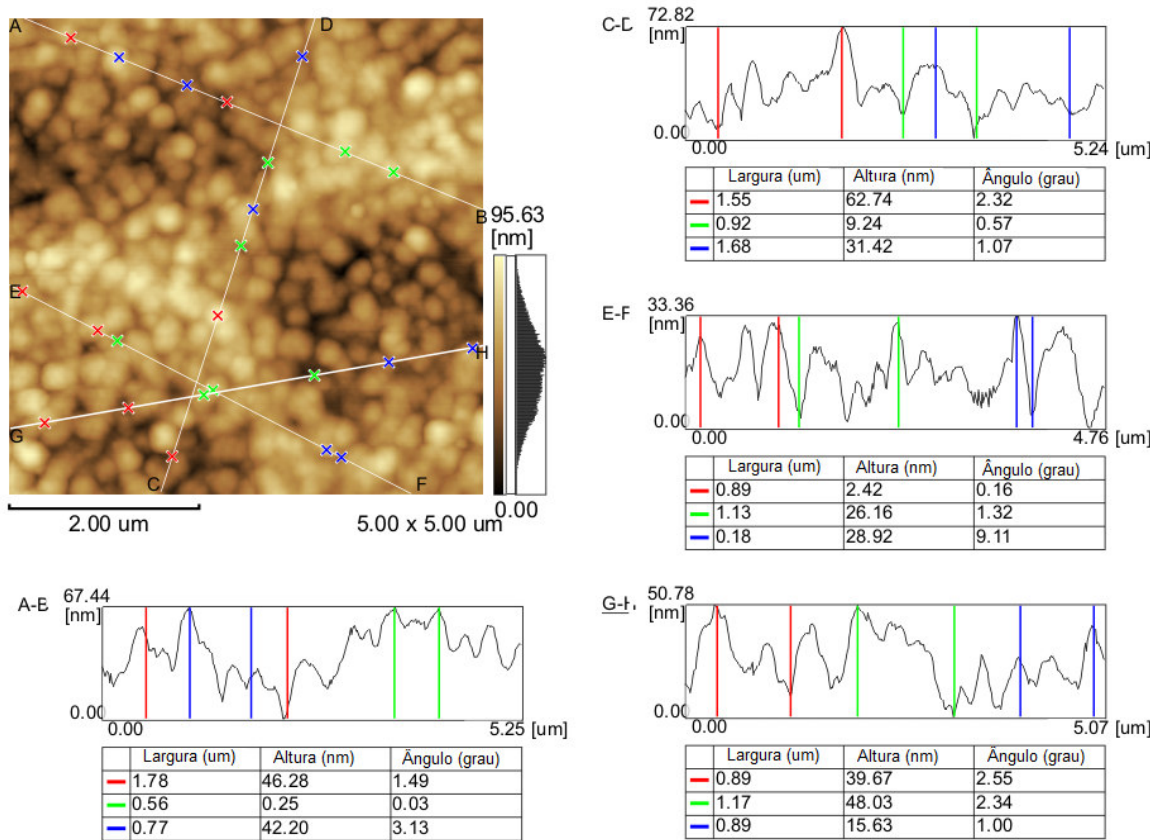 A
D
B
E
H
G
C
F
95.63
[nm]
0.00
2.00 um
5.00 x 5.00 um
C-D
72.82
[nm]
0.00
0.00
5.24
[um]
Largura (um) Altura (nm) Ângulo (grau)
1.55 62.74 2.32
0.92 9.24 0.57
1.68 31.42 1.07
E-F
33.36
[nm]
0.00
0.00
4.76
[um]
Largura (um) Altura (nm) Ângulo (grau)
0.89 2.42 0.16
1.13 26.16 1.32
0.18 28.92 9.11
A-B
67.44
[nm]
0.00
0.00
5.25
[um]
Largura (um) Altura (nm) Ângulo (grau)
1.78 46.28 1.49
0.56 0.25 0.03
0.77 42.20 3.13
G-H
50.78
[nm]
0.00
0.00
5.07
[um]
Largura (um) Altura (nm) Ângulo (grau)
0.89 39.67 2.55
1.17 48.03 2.34
0.89 15.63 1.00